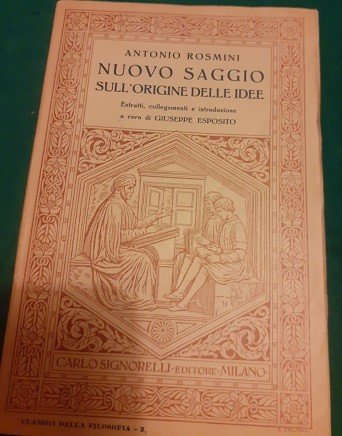 ANTONIO ROSMINI
NUOVO SAGGIO
SULL'ORIGINE DELLE IDEE
Estratti, collegamenti e introduzione
a cura di GIUSEPPE ESPOSITO
CARLO SIGNORELLI·EDITORE·MILANO
CLASSICI DELLA FILOSOFIA - 2.